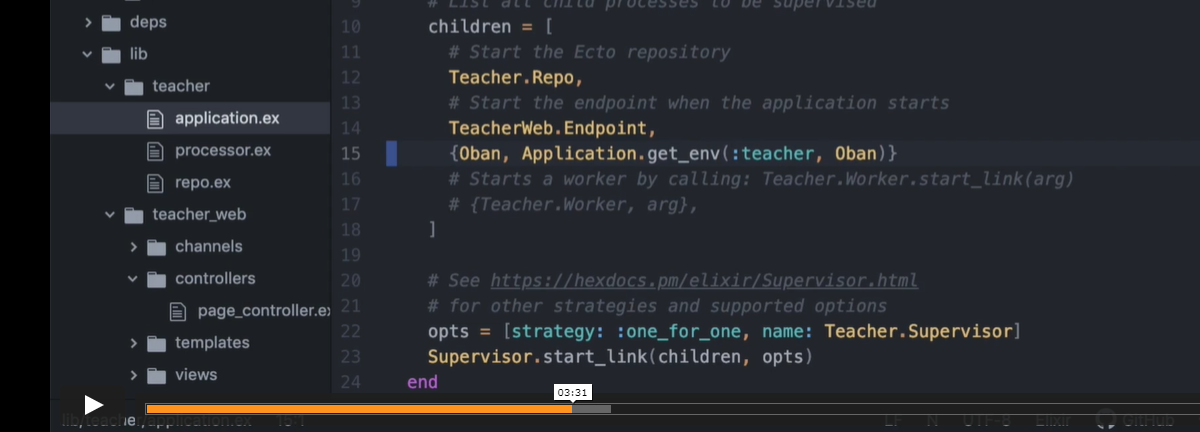 deps
lib
teacher
application.ex
processor.ex
repo.ex
teacher_web
channels
controllers
page_controller.ex
templates
views
9 # List all child processes to be supervised
10 children = [
11 # Start the Ecto repository
12 Teacher.Repo,
13 # Start the endpoint when the application starts
14 TeacherWeb.Endpoint,
15 {Oban, Application.get_env(:teacher, Oban)}
16 # Starts a worker by calling: Teacher.Worker.start_link(arg)
17 # {Teacher.Worker, arg},
18 ]
19
20 # See https://hexdocs.pm/elixir/Supervisor.html
21 # for other strategies and supported options
22 opts = [strategy: :one_for_one, name: Teacher.Supervisor]
23 Supervisor.start_link(children, opts)
24 end
03:31
lib/teacher/application.ex 15:1 LF N UTF-8 Elixir GitHub